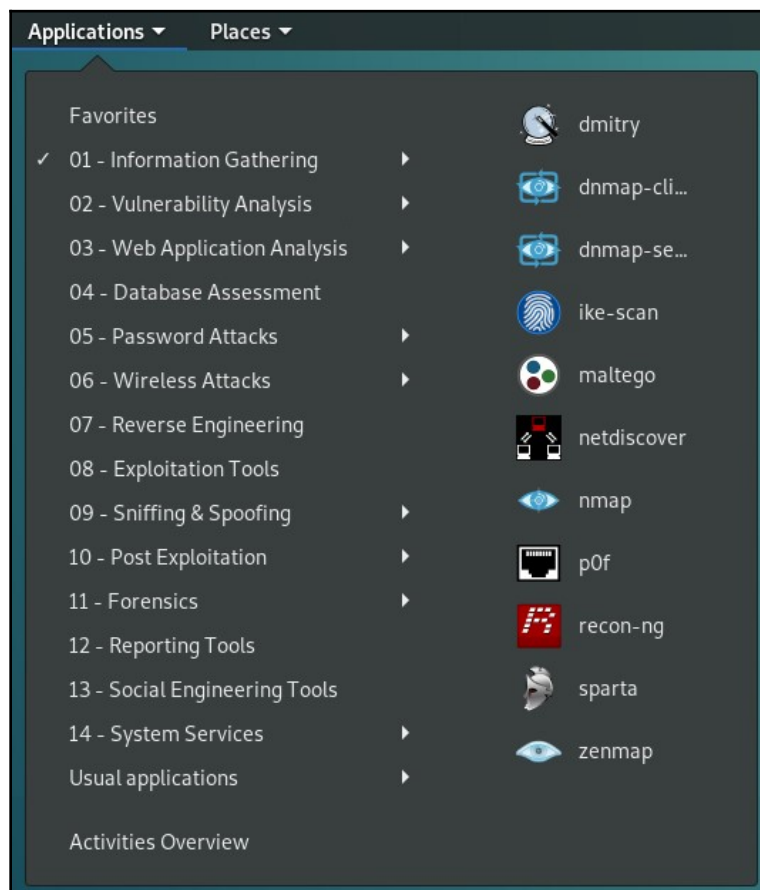 Applications Places
Favorites
01 - Information Gathering
02 - Vulnerability Analysis
03 - Web Application Analysis
04 - Database Assessment
05 - Password Attacks
06 - Wireless Attacks
07 - Reverse Engineering
08 - Exploitation Tools
09 - Sniffing & Spoofing
10 - Post Exploitation
11 - Forensics
12 - Reporting Tools
13 - Social Engineering Tools
14 - System Services
Usual applications
Activities Overview
dmitry
dnmap-cli...
dnmap-se...
ike-scan
maltego
netdiscover
nmap
p0f
recon-ng
sparta
zenmap